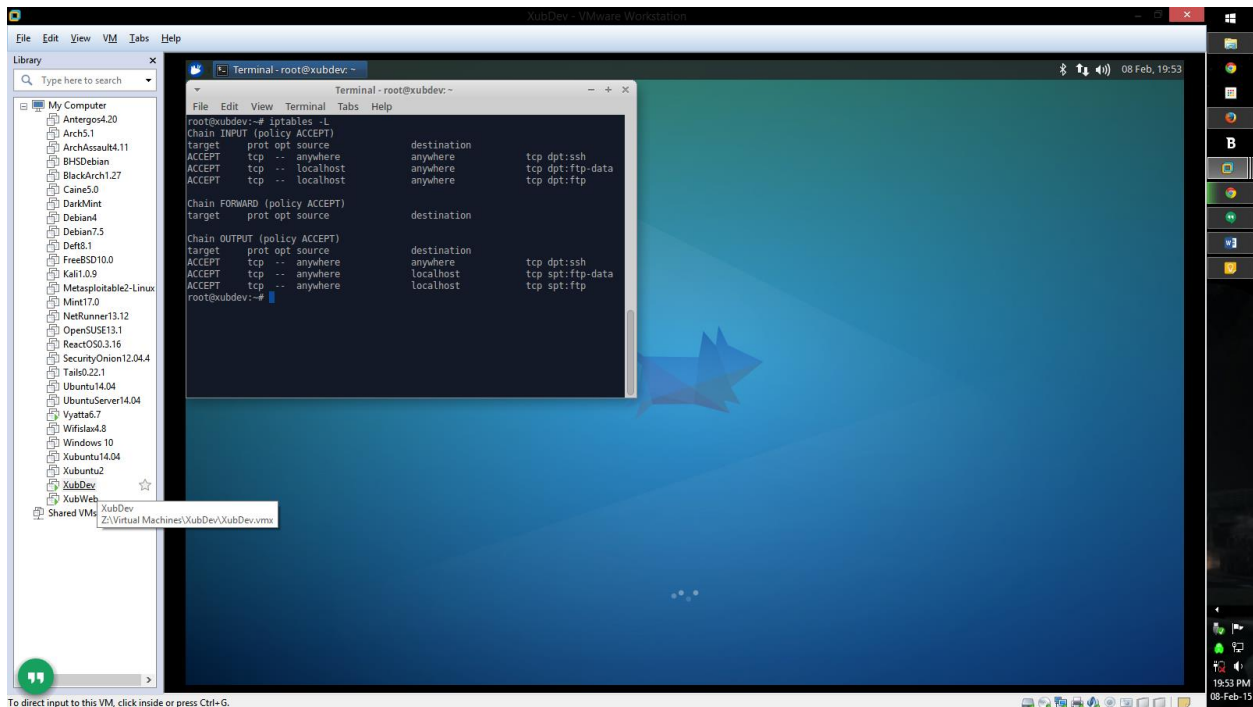 XubDev - VMware Workstation
File Edit View VM Tabs Help
Library
Type here to search
My Computer
Antergos4.20
Arch5.1
ArchAssault4.11
BHSDebian
BlackArch1.27
Caine5.0
DarkMint
Debian4
Debian7.5
Deft8.1
FreeBSD10.0
Kali1.0.9
Metasploitable2-Linux
Mint17.0
NetRunner13.12
OpenSUSE13.1
ReactOS0.3.16
SecurityOnion12.04.4
Tails0.22.1
Ubuntu14.04
UbuntuServer14.04
Vyatta6.7
Wifislax4.8
Windows 10
Xubuntu14.04
Xubuntu2
XubDev
XubWeb
Shared VMs
XubDev
Z:\Virtual Machines\XubDev\XubDev.vmx
Terminal - root@xubdev: ~
08 Feb, 19:53
Terminal - root@xubdev: ~
File Edit View Terminal Tabs Help
root@xubdev:~# iptables -L
Chain INPUT (policy ACCEPT)
target prot opt source destination
ACCEPT tcp -- anywhere anywhere tcp dpt:ssh
ACCEPT tcp -- localhost anywhere tcp dpt:ftp-data
ACCEPT tcp -- localhost anywhere tcp dpt:ftp
Chain FORWARD (policy ACCEPT)
target prot opt source destination
Chain OUTPUT (policy ACCEPT)
target prot opt source destination
ACCEPT tcp -- anywhere anywhere tcp dpt:ssh
ACCEPT tcp -- anywhere localhost tcp spt:ftp-data
ACCEPT tcp -- anywhere localhost tcp spt:ftp
root@xubdev:~#
B
To direct input to this VM, click inside or press Ctrl+G.
19:53 PM
08-Feb-15